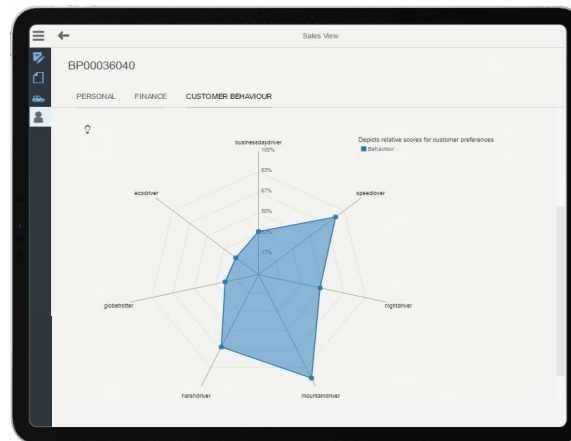 Sales View
BP00036040
PERSONAL FINANCE CUSTOMER BEHAVIOUR
Depicts relative scores for customer preferences
Behaviour
businessdaydriver
100%
83%
67%
50%
33%
17%
ecodriver
speedlover
globetrotter
nightdriver
harshdriver
mountaindriver